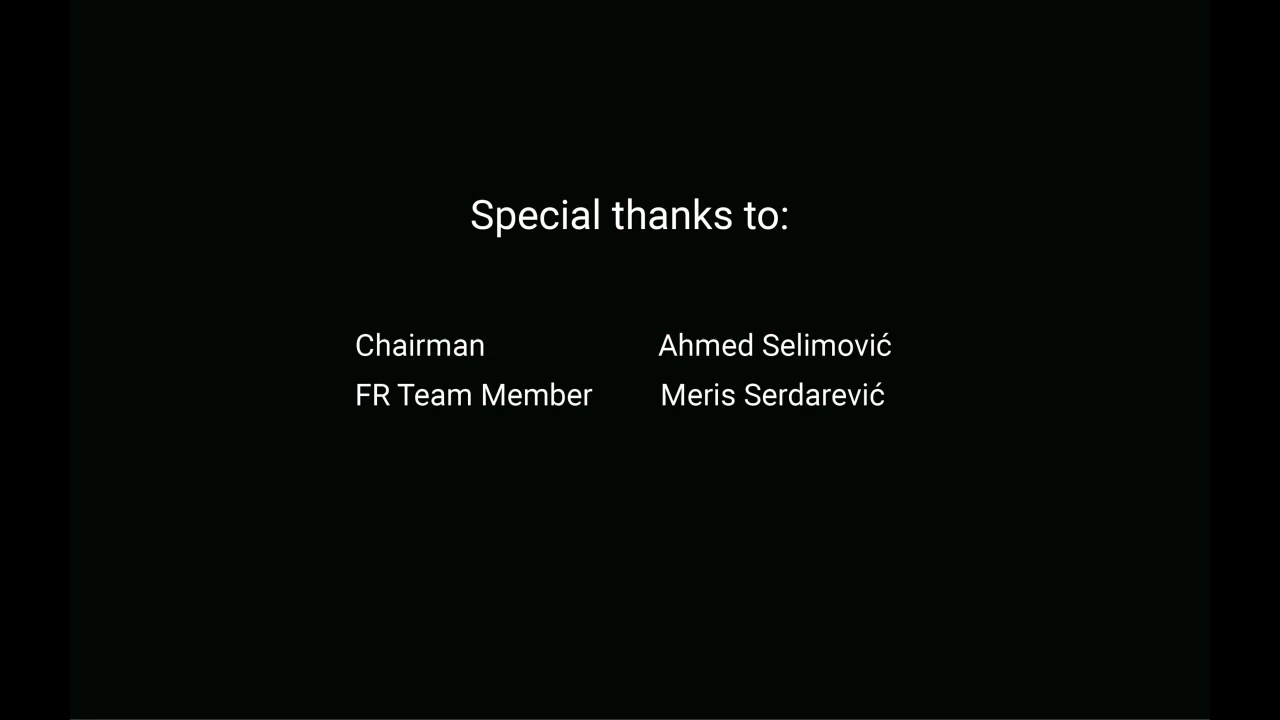 Special thanks to:
Chairman Ahmed Selimović
FR Team Member Meris Serdarević